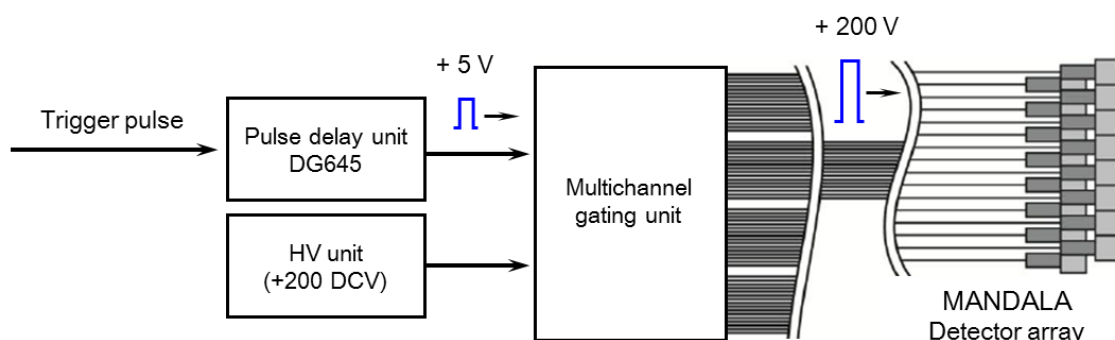 Trigger pulse
Pulse delay unit
DG645
+ 5 V
HV unit
(+200 DCV)
Multichannel
gating unit
+ 200 V
MANDALA
Detector array